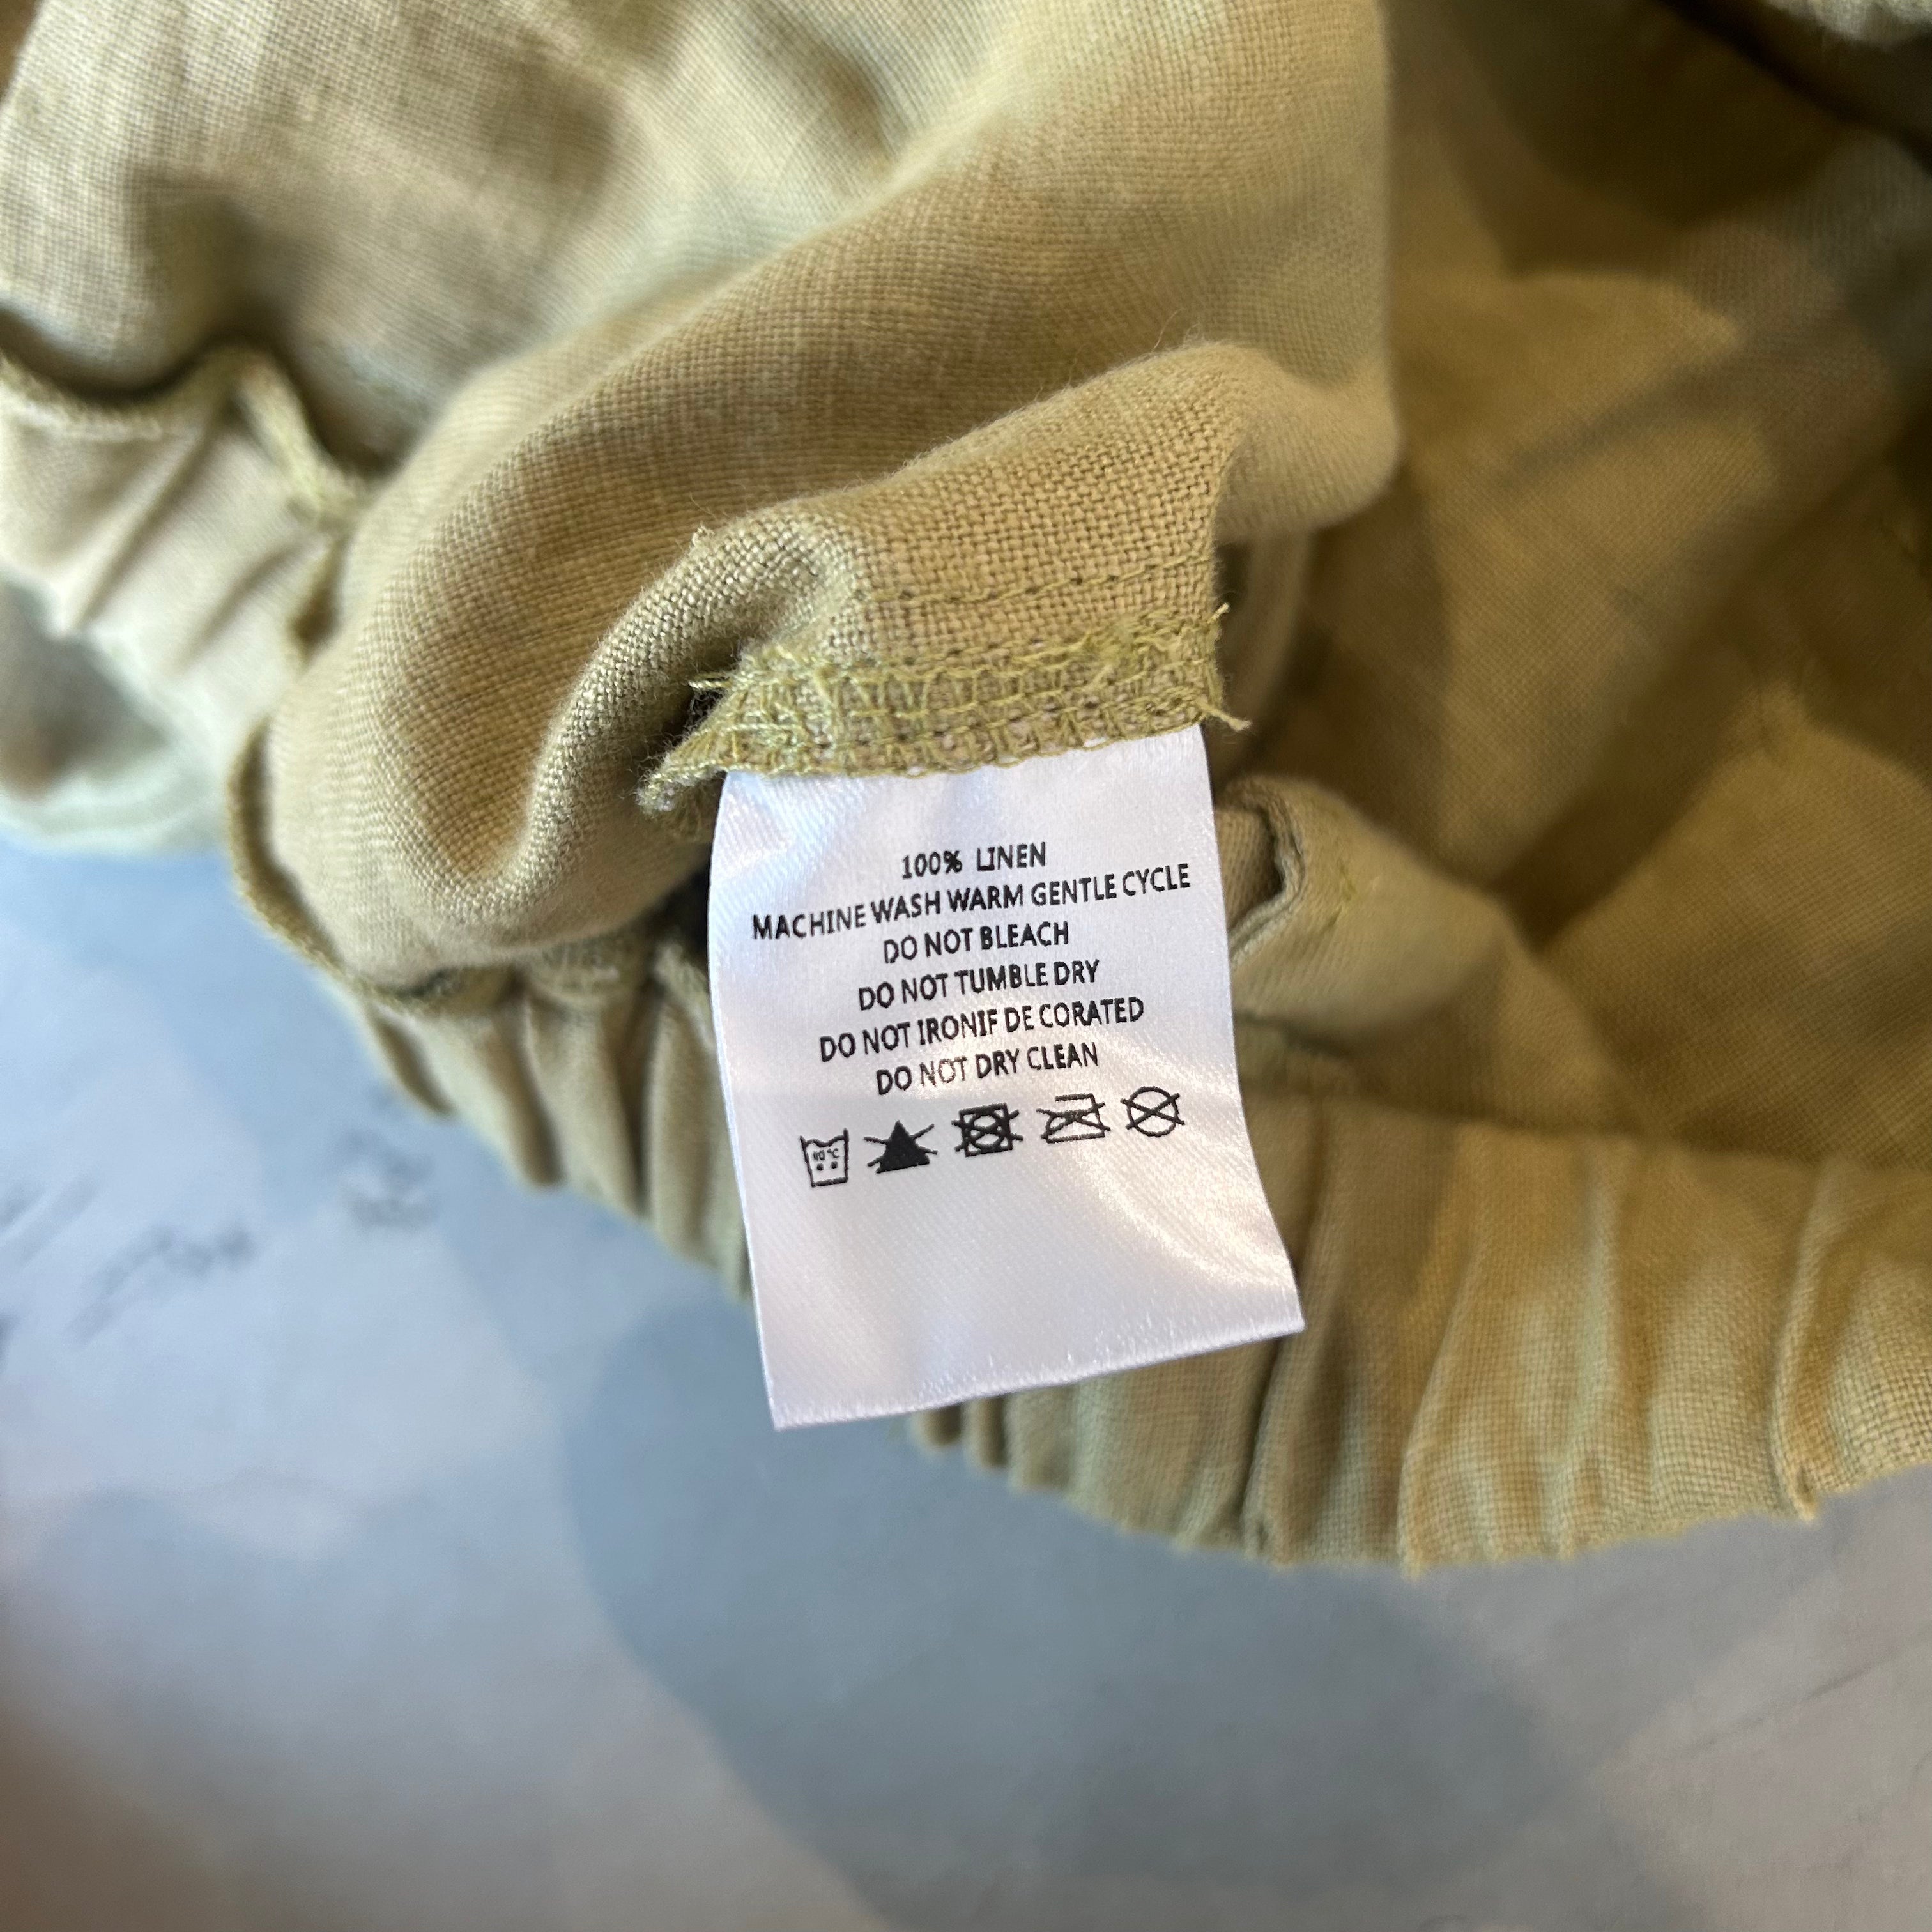 100% LINEN
MACHINE WASH WARM GENTLE CYCLE
DO NOT BLEACH
DO NOT TUMBLE DRY
DO NOT IRONIF DE CORATED
DO NOT DRY CLEAN